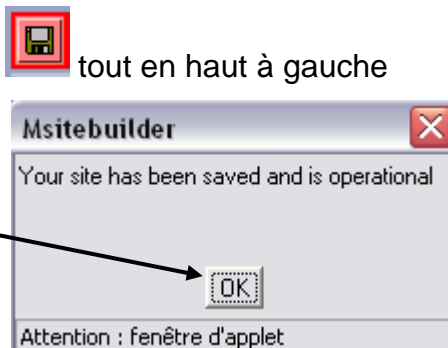 tout en haut à gauche
Msitebuilder
Your site has been saved and is operational
OK
Attention : fenêtre d'applet